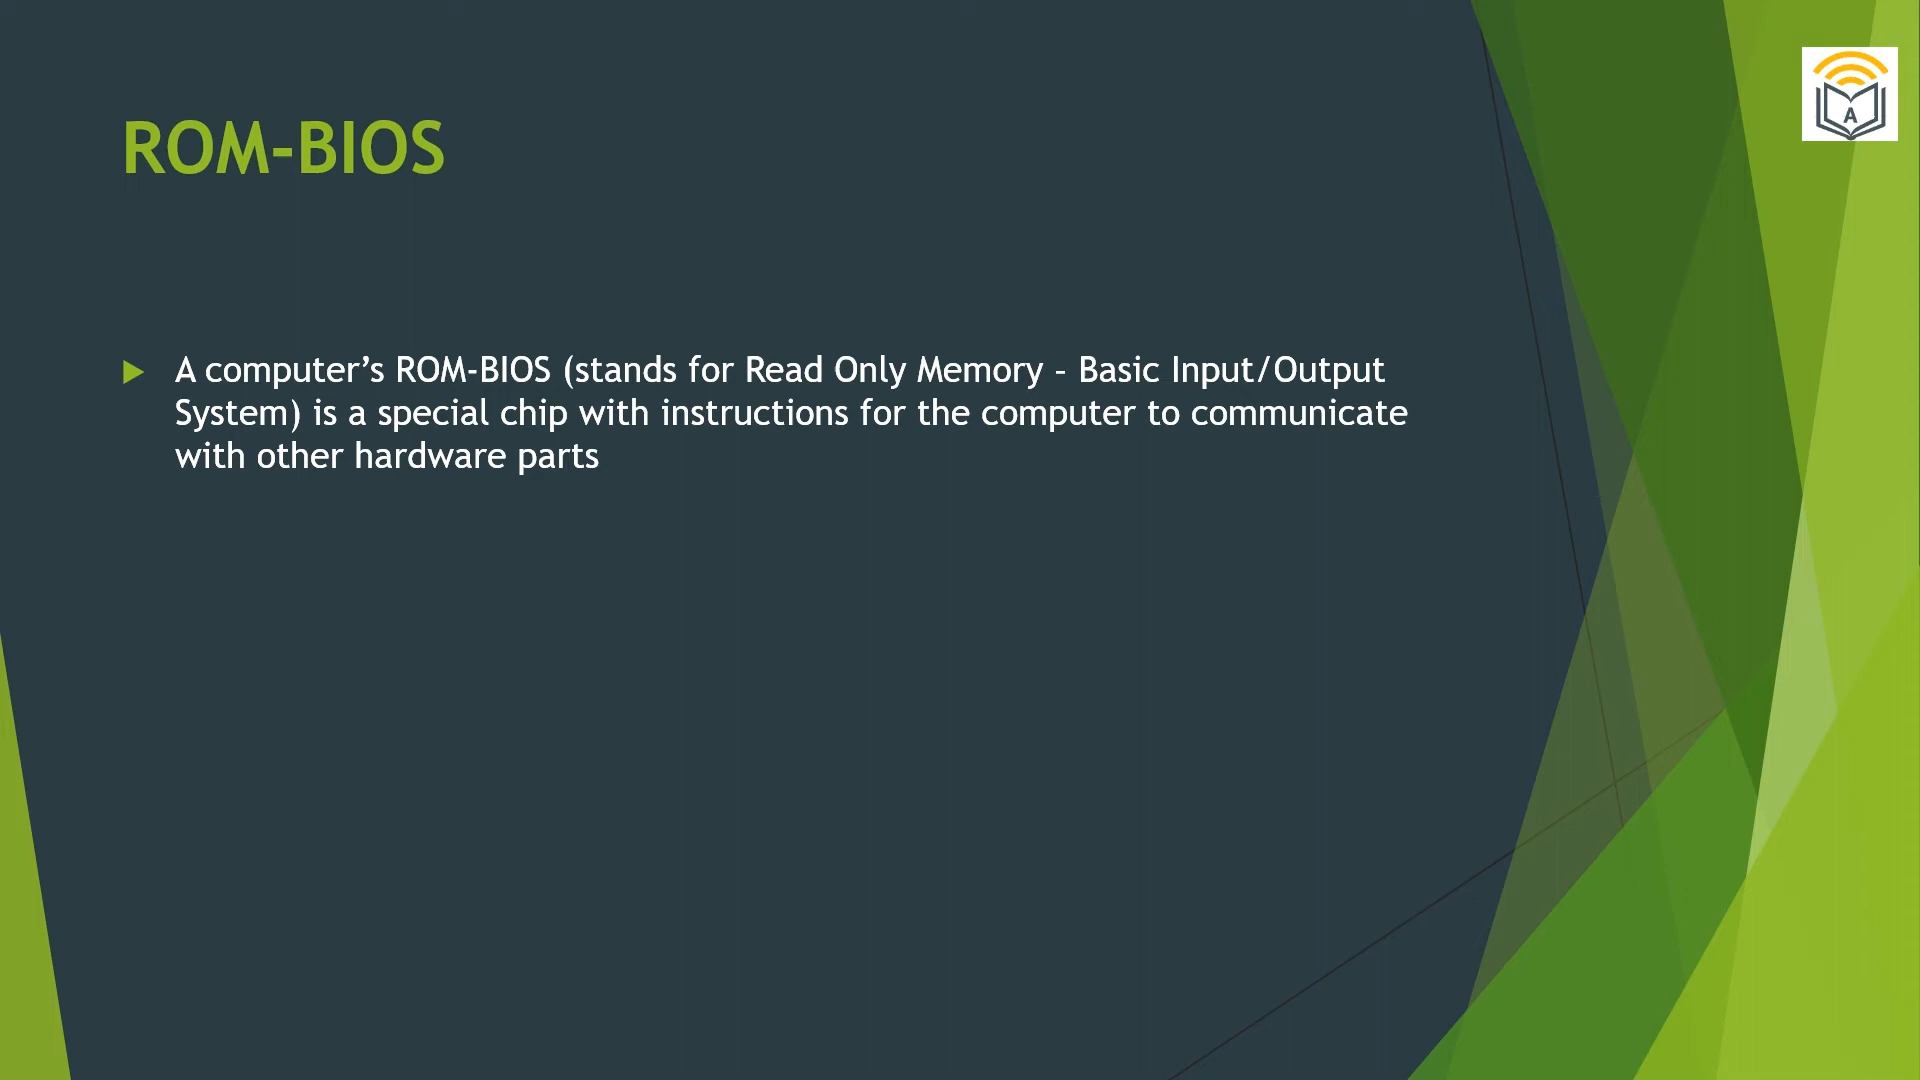 ROM-BIOS
A computer’s ROM-BIOS (stands for Read Only Memory – Basic Input/Output
System) is a special chip with instructions for the computer to communicate
with other hardware parts
A